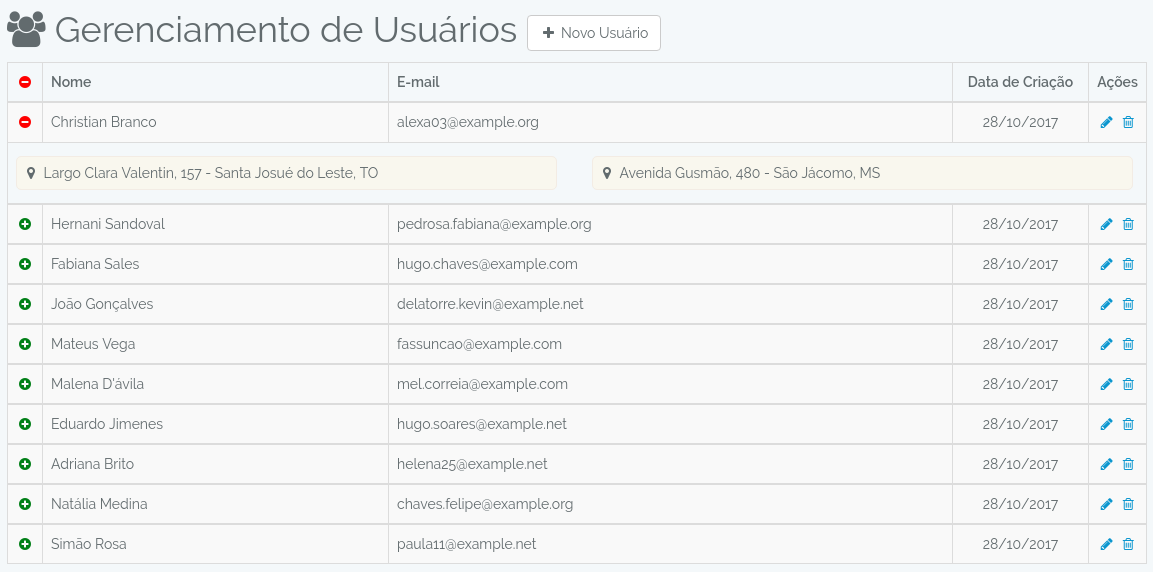 Gerenciamento de Usuários Novo Usuário
Nome E-mail Data de Criação Ações
Christian Branco alexa03@example.org 28/10/2017
Largo Clara Valentin, 157 - Santa Josué do Leste, TO Avenida Gusmão, 480 - São Jácomo, MS
Hernani Sandoval pedrosa.fabiana@example.org 28/10/2017
Fabiana Sales hugo.chaves@example.com 28/10/2017
João Gonçalves delatorre.kevin@example.net 28/10/2017
Mateus Vega fassuncao@example.com 28/10/2017
Malena D'ávila mel.correia@example.com 28/10/2017
Eduardo Jimenes hugo.soares@example.net 28/10/2017
Adriana Brito helena25@example.net 28/10/2017
Natália Medina chaves.felipe@example.org 28/10/2017
Simão Rosa paula11@example.net 28/10/2017